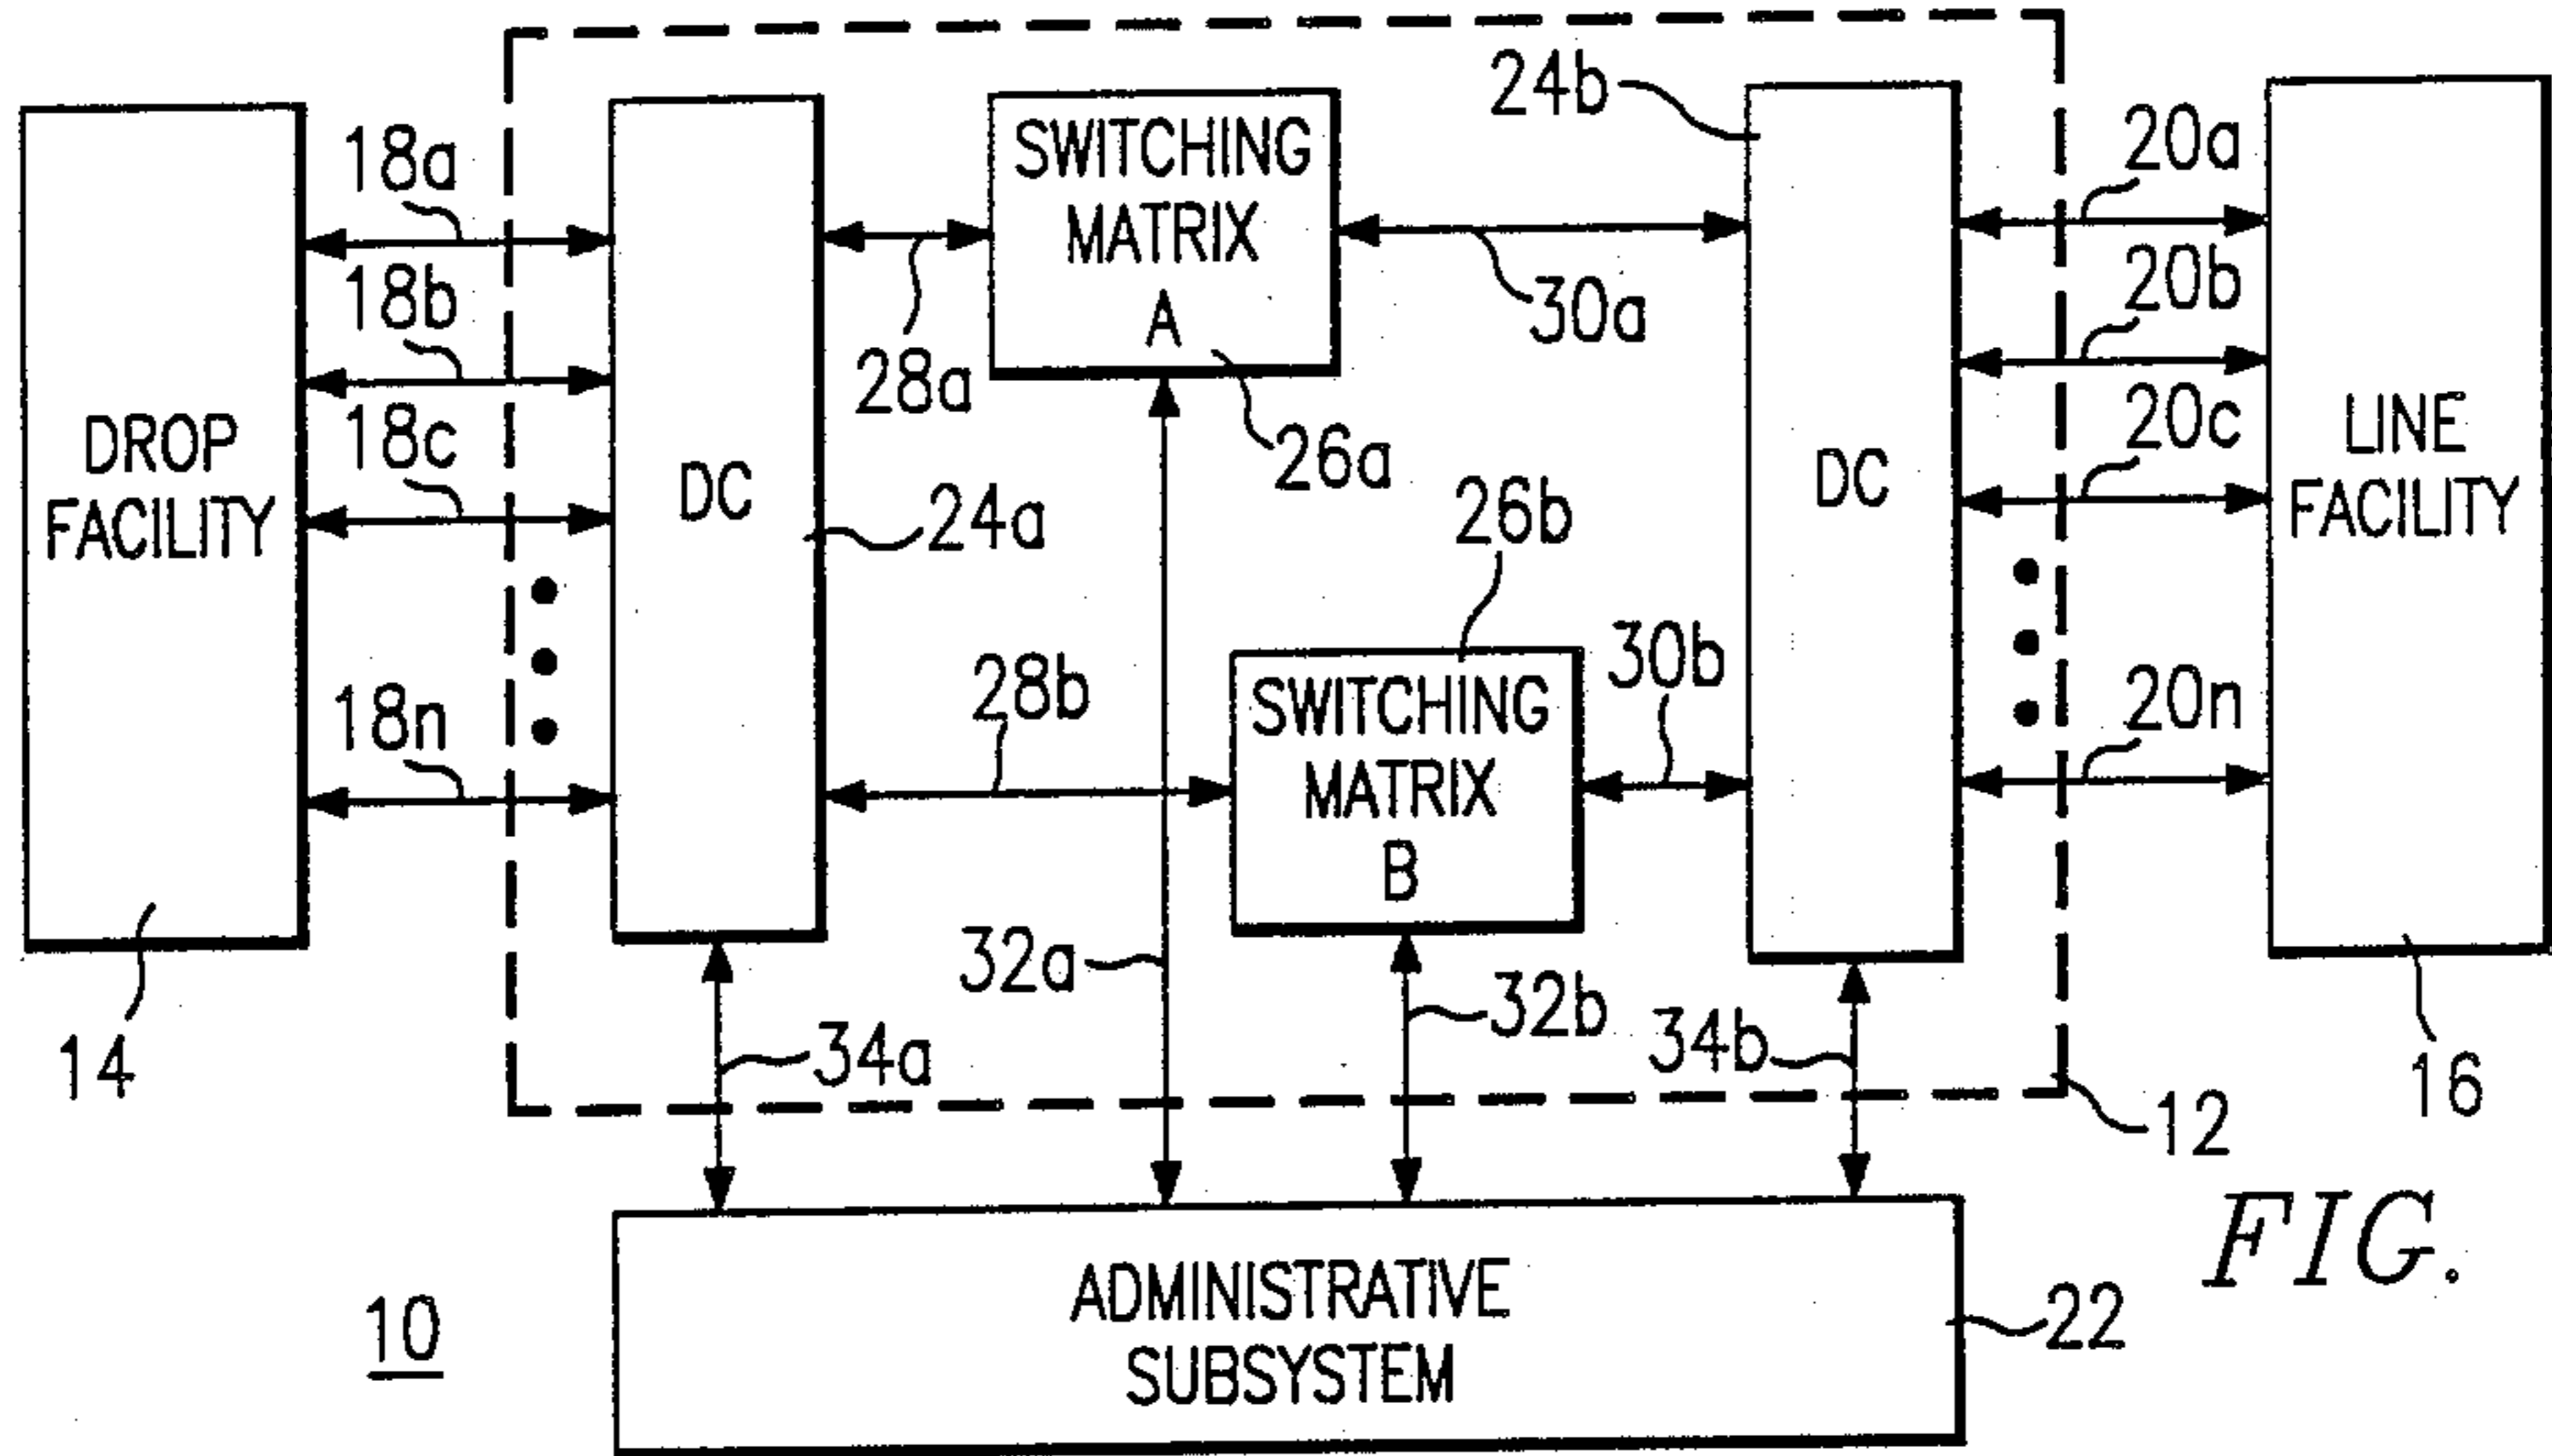 24b
SWITCHING
MATRIX
A
18a
20a
18b
20b
30a
28a
18c
20c
DROP
FACILITY
DC
26a
DC
LINE
FACILITY
24a
26b
18n
28b
SWITCHING
MATRIX
B
30b
20n
32a
32b
14
34a
34b
16
12
FIG.
ADMINISTRATIVE
SUBSYSTEM
22
10